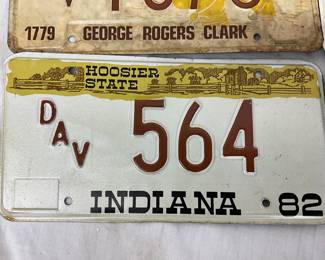 1779 GEORGE ROGERS CLARK
HOOSIER
STATE
DAV 564
INDIANA 82